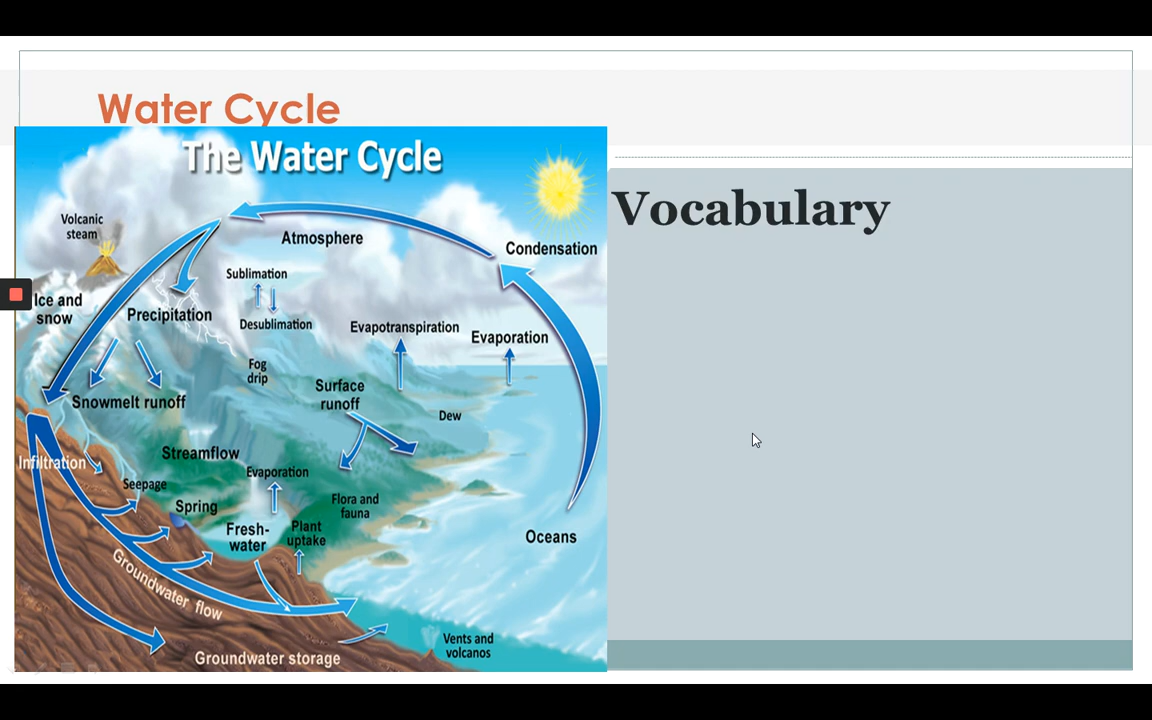 Water Cycle
The Water Cycle
Vocabulary
Volcanic
steam
Atmosphere
Condensation
Sublimation
Ice and
snow
Precipitation
Desublimation
Evapotranspiration
Evaporation
Fog
drip
Surface
runoff
Snowmelt runoff
Dew
Streamflow
Infiltration
Evaporation
Seepage
Spring
Flora and
fauna
Fresh-
water
Plant
uptake
Oceans
Groundwater flow
Vents and
volcanos
Groundwater storage